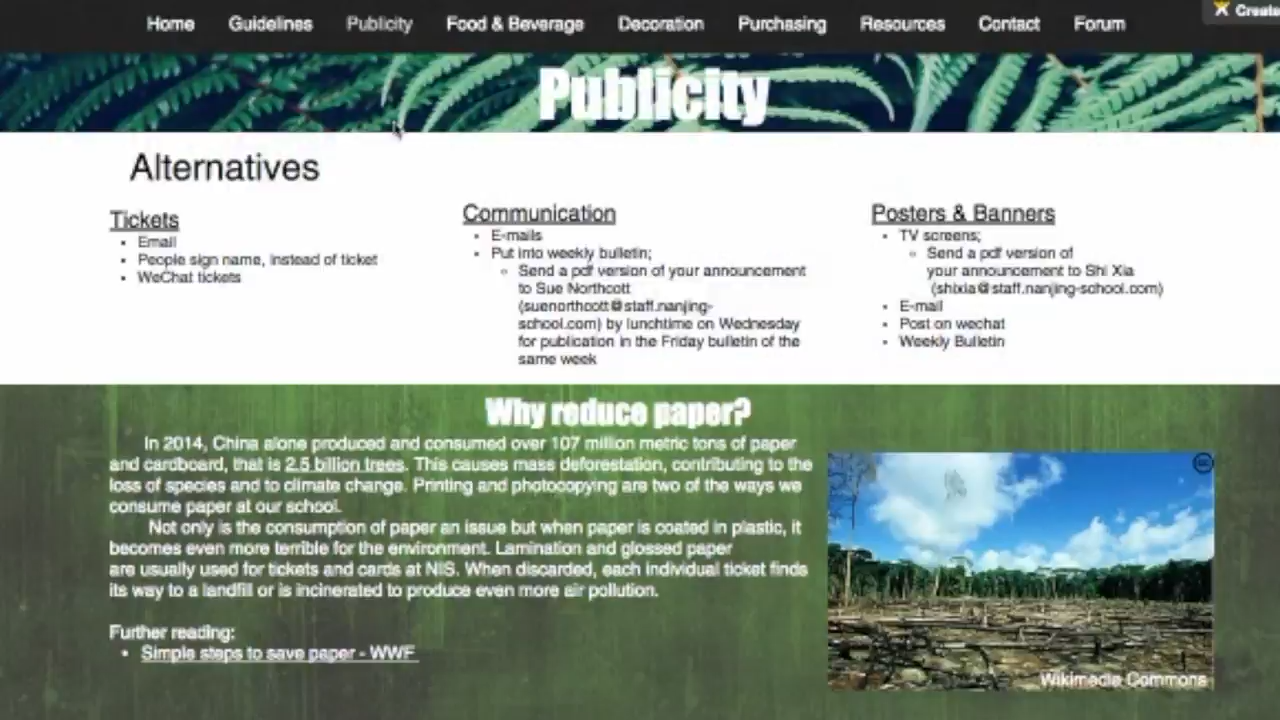 Home Guidelines Publicity Food & Beverage Decoration Purchasing Resources Contact Forum
Create
Publicity
Alternatives
Tickets
Email
People sign name, instead of ticket
WeChat tickets
Communication
E-mails
Put into weekly bulletin;
Send a pdf version of your announcement
to Sue Northcott
(suenorthcott@staff.nanjing-
school.com) by lunchtime on Wednesday
for publication in the Friday bulletin of the
same week
Posters & Banners
TV screens;
Send a pdf version of
your announcement to Shi Xia
(shixia@staff.nanjing-school.com)
E-mail
Post on wechat
Weekly Bulletin
Why reduce paper?
In 2014, China alone produced and consumed over 107 million metric tons of paper
and cardboard, that is 2.5 billion trees. This causes mass deforestation, contributing to the
loss of species and to climate change. Printing and photocopying are two of the ways we
consume paper at our school.
Not only is the consumption of paper an issue but when paper is coated in plastic, it
becomes even more terrible for the environment. Lamination and glossed paper
are usually used for tickets and cards at NIS. When discarded, each individual ticket finds
its way to a landfill or is incinerated to produce even more air pollution.
Further reading:
Simple steps to save paper - WWF
cc
Wikimedia Commons